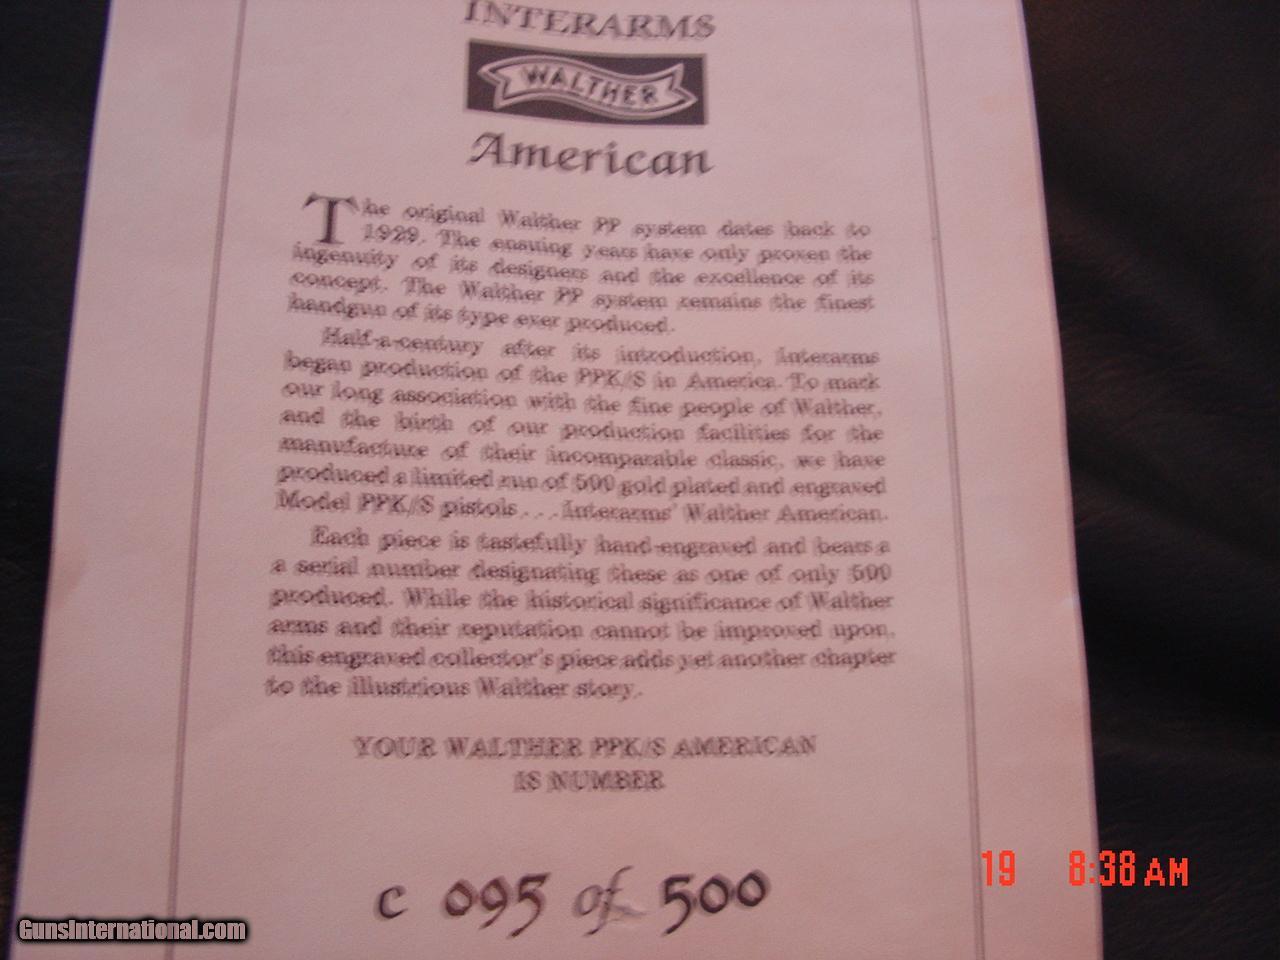 INTERARMS
WALTHER
American
The original Walther PP system dates back to
1929. The ensuing years have only proven the
ingenuity of its designers and the excellence of its
concept. The Walther PP system remains the finest
handgun of its type ever produced.
Half-a-century after its introduction, Interarms
began production of the PPK/S in America. To mark
our long association with the fine people of Walther,
and the birth of our production facilities for the
manufacture of their incomparable classic, we have
produced a limited run of 500 gold plated and engraved
Model PPK/S pistols . . . Interarms' Walther American.
Each piece is tastefully hand-engraved and bears a
a serial number designating these as one of only 500
produced. While the historical significance of Walther
arms and their reputation cannot be improved upon,
this engraved collector's piece adds yet another chapter
to the illustrious Walther story.
YOUR WALTHER PPK/S AMERICAN
IS NUMBER
c 095 of 500
19 8:38 AM
GunsInternational.com